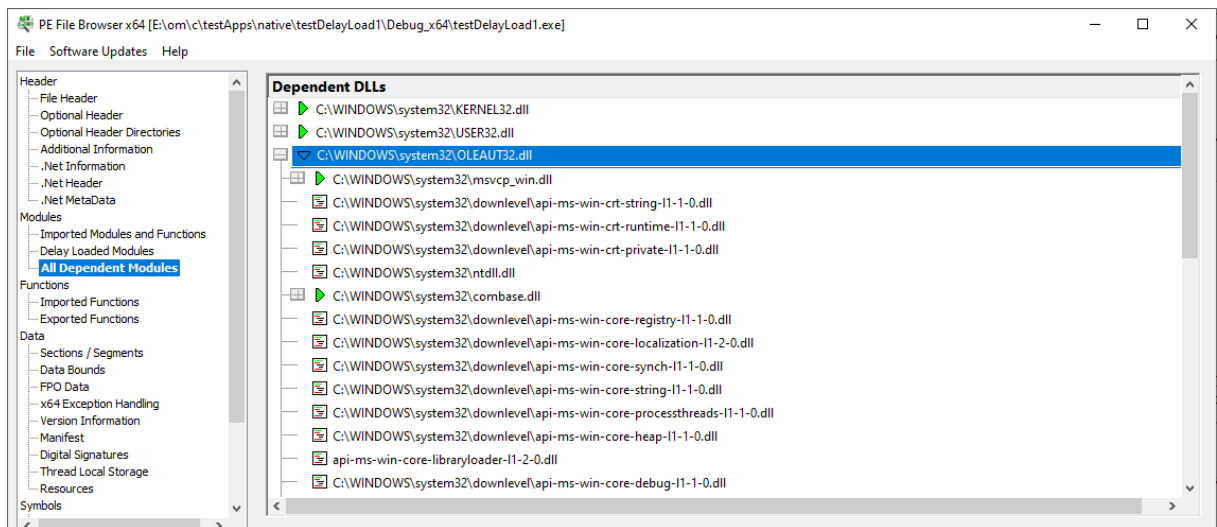 PE File Browser x64 [E:\om\c\testApps\native\testDelayLoad1\Debug_x64\testDelayLoad1.exe]
File Software Updates Help
Header
File Header
Optional Header
Optional Header Directories
Additional Information
.Net Information
.Net Header
.Net MetaData
Modules
Imported Modules and Functions
Delay Loaded Modules
All Dependent Modules
Functions
Imported Functions
Exported Functions
Data
Sections / Segments
Data Bounds
FPO Data
x64 Exception Handling
Version Information
Manifest
Digital Signatures
Thread Local Storage
Resources
Symbols
Dependent DLLs
C:\WINDOWS\system32\KERNEL32.dll
C:\WINDOWS\system32\USER32.dll
C:\WINDOWS\system32\OLEAUT32.dll
C:\WINDOWS\system32\msvcp_win.dll
C:\WINDOWS\system32\downlevel\api-ms-win-crt-string-l1-1-0.dll
C:\WINDOWS\system32\downlevel\api-ms-win-crt-runtime-l1-1-0.dll
C:\WINDOWS\system32\downlevel\api-ms-win-crt-private-l1-1-0.dll
C:\WINDOWS\system32\ntdll.dll
C:\WINDOWS\system32\combase.dll
C:\WINDOWS\system32\downlevel\api-ms-win-core-registry-l1-1-0.dll
C:\WINDOWS\system32\downlevel\api-ms-win-core-localization-l1-2-0.dll
C:\WINDOWS\system32\downlevel\api-ms-win-core-synch-l1-1-0.dll
C:\WINDOWS\system32\downlevel\api-ms-win-core-string-l1-1-0.dll
C:\WINDOWS\system32\downlevel\api-ms-win-core-processthreads-l1-1-0.dll
C:\WINDOWS\system32\downlevel\api-ms-win-core-heap-l1-1-0.dll
api-ms-win-core-libraryloader-l1-2-0.dll
C:\WINDOWS\system32\downlevel\api-ms-win-core-debug-l1-1-0.dll